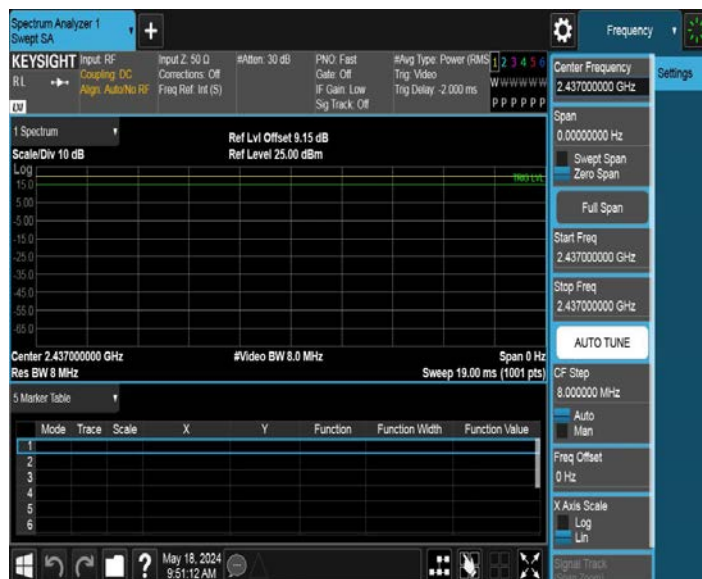 Spectrum Analyzer 1
Swept SA
Frequency
KEYSIGHT
RL
LXI
Input: RF
Coupling: DC
Align: Auto/No RF
Input Z: 50 Ω
Corrections: Off
Freq Ref: Int (S)
#Atten: 30 dB
PNO: Fast
Gate: Off
IF Gain: Low
Sig Track: Off
#Avg Type: Power (RMS
Trig: Video
Trig Delay: -2.000 ms
1 2 3 4 5 6
W W W W W W
P P P P P P
1 Spectrum
Scale/Div 10 dB
Ref Lvl Offset 9.15 dB
Ref Level 25.00 dBm
Log
15.0
5.00
-5.00
-15.0
-25.0
-35.0
-45.0
-55.0
-65.0
TRIG LVL
Center 2.437000000 GHz
#Video BW 8.0 MHz
Span 0 Hz
Res BW 8 MHz
Sweep 19.00 ms (1001 pts)
5 Marker Table
Mode Trace Scale X Y Function Function Width Function Value
1
2
3
4
5
6
Center Frequency
2.437000000 GHz
Settings
Span
0.00000000 Hz
Swept Span
Zero Span
Full Span
Start Freq
2.437000000 GHz
Stop Freq
2.437000000 GHz
AUTO TUNE
CF Step
8.000000 MHz
Auto
Man
Freq Offset
0 Hz
X Axis Scale
Log
Lin
Signal Track
?
May 18, 2024
9:51:12 AM